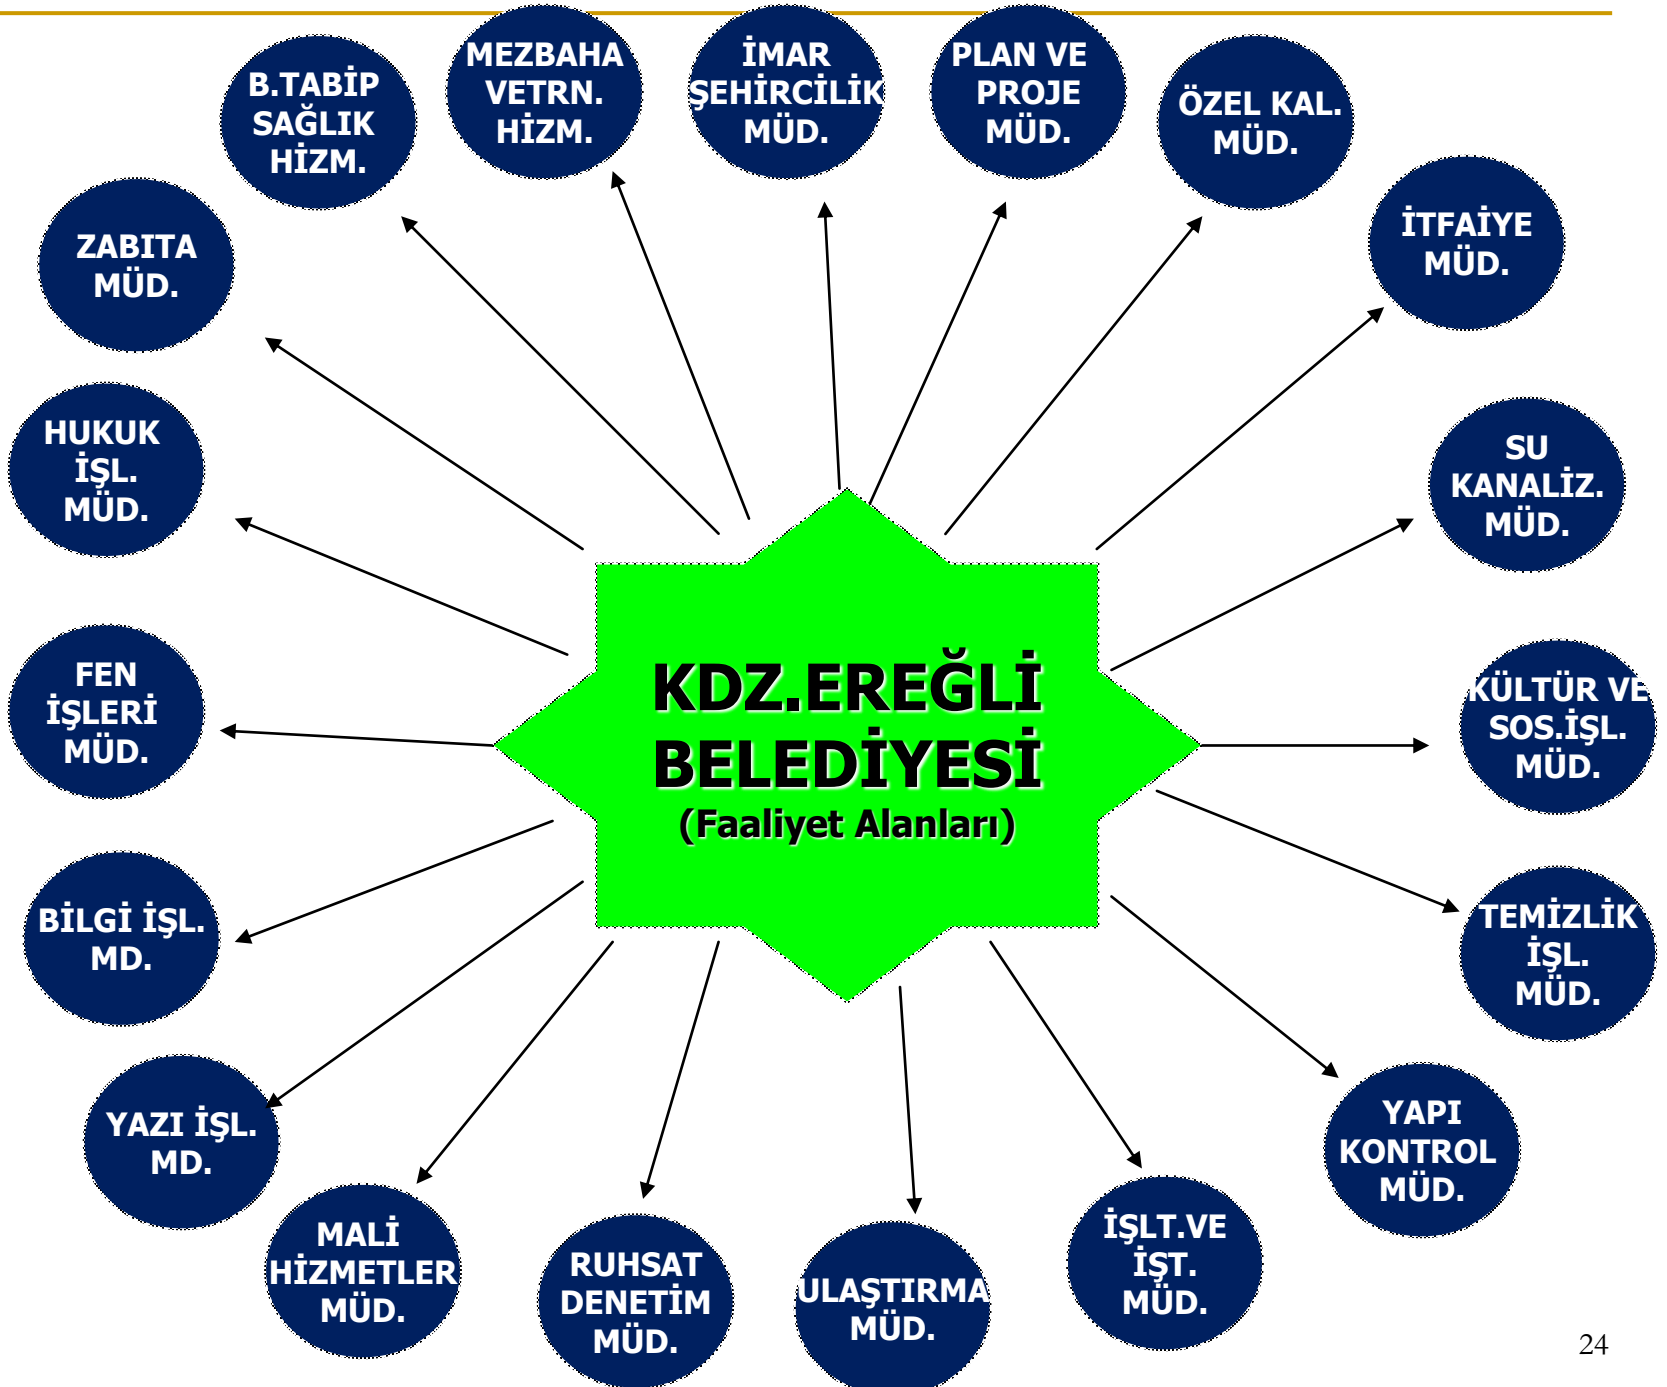 MEZBAHA
VETRN.
HİZM.
İMAR
ŞEHİRCİLİK
MÜD.
PLAN VE
PROJE
MÜD.
B.TABİP
SAĞLIK
HİZM.
ÖZEL KAL.
MÜD.
ZABITA
MÜD.
İTFAİYE
MÜD.
HUKUK
İŞL.
MÜD.
SU
KANALİZ.
MÜD.
FEN
İŞLERİ
MÜD.
KDZ.EREĞLİ
BELEDİYESİ
(Faaliyet Alanları)
KÜLTÜR VE
SOS.İŞL.
MÜD.
BİLGİ İŞL.
MD.
TEMİZLİK
İŞL.
MÜD.
YAZI İŞL.
MD.
YAPI
KONTROL
MÜD.
MALİ
HİZMETLER
MÜD.
RUHSAT
DENETİM
MÜD.
ULAŞTIRMA
MÜD.
İŞLT.VE
İŞT.
MÜD.
24